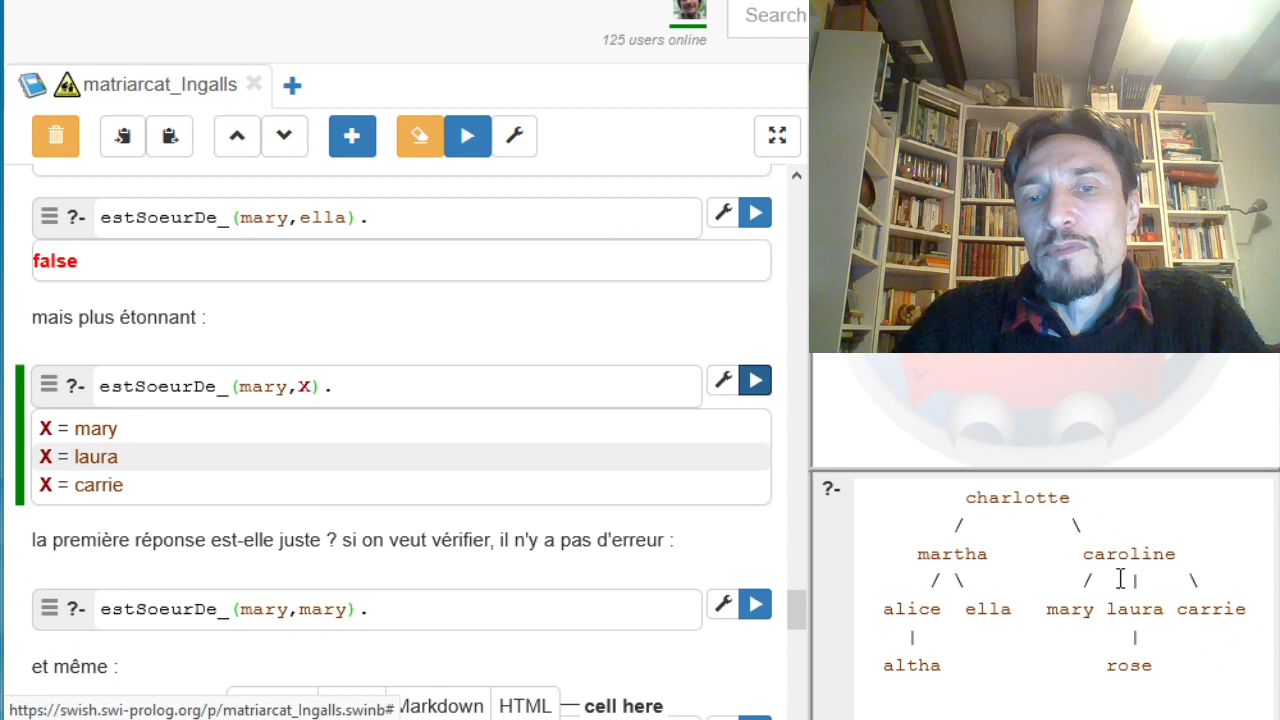 Search
125 users online
matriarcat_Ingalls
?- estSoeurDe_(mary,ella).
false
mais plus étonnant :
?- estSoeurDe_(mary,X).
X = mary
X = laura
X = carrie
la première réponse est-elle juste ? si on veut vérifier, il n'y a pas d'erreur :
?- estSoeurDe_(mary,mary).
et même :
https://swish.swi-prolog.org/p/matriarcat_Ingalls.swinb#
Markdown HTML — cell here
?- charlotte
/ \
martha caroline
/ \ / | \
alice ella mary laura carrie
| |
altha rose